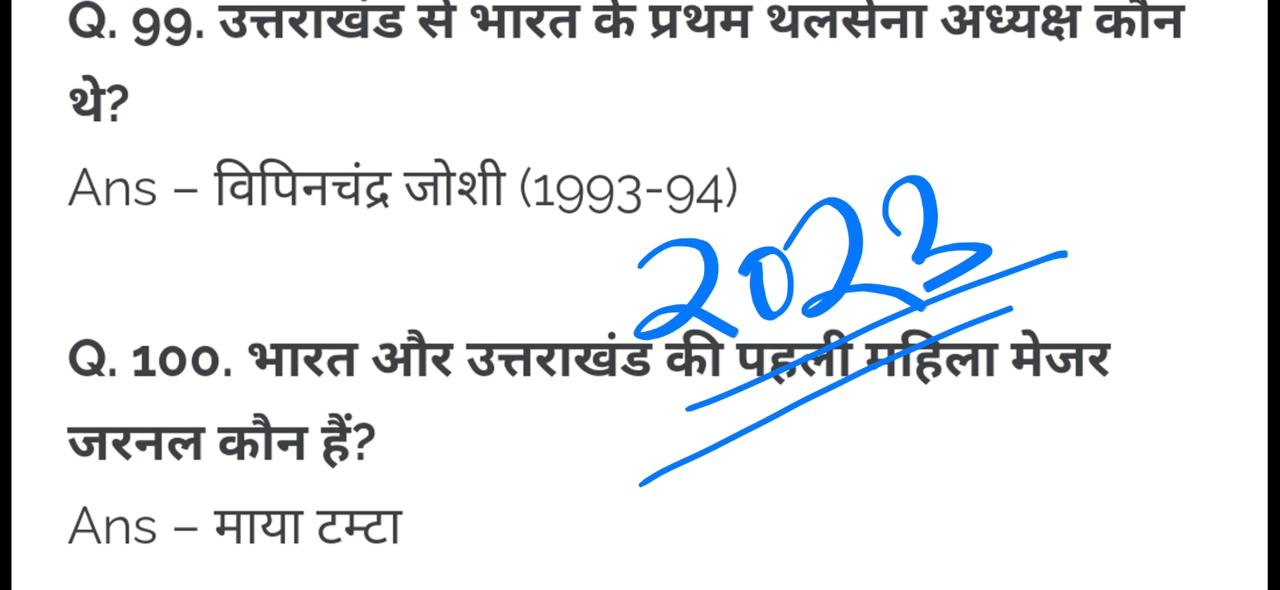 Q. 99. उत्तराखंड से भारत के प्रथम थलसेना अध्यक्ष कौन
थे?
Ans – विपिनचंद्र जोशी (1993-94)
2023
Q. 100. भारत और उत्तराखंड की पहली महिला मेजर
जरनल कौन हैं?
Ans – माया टम्टा